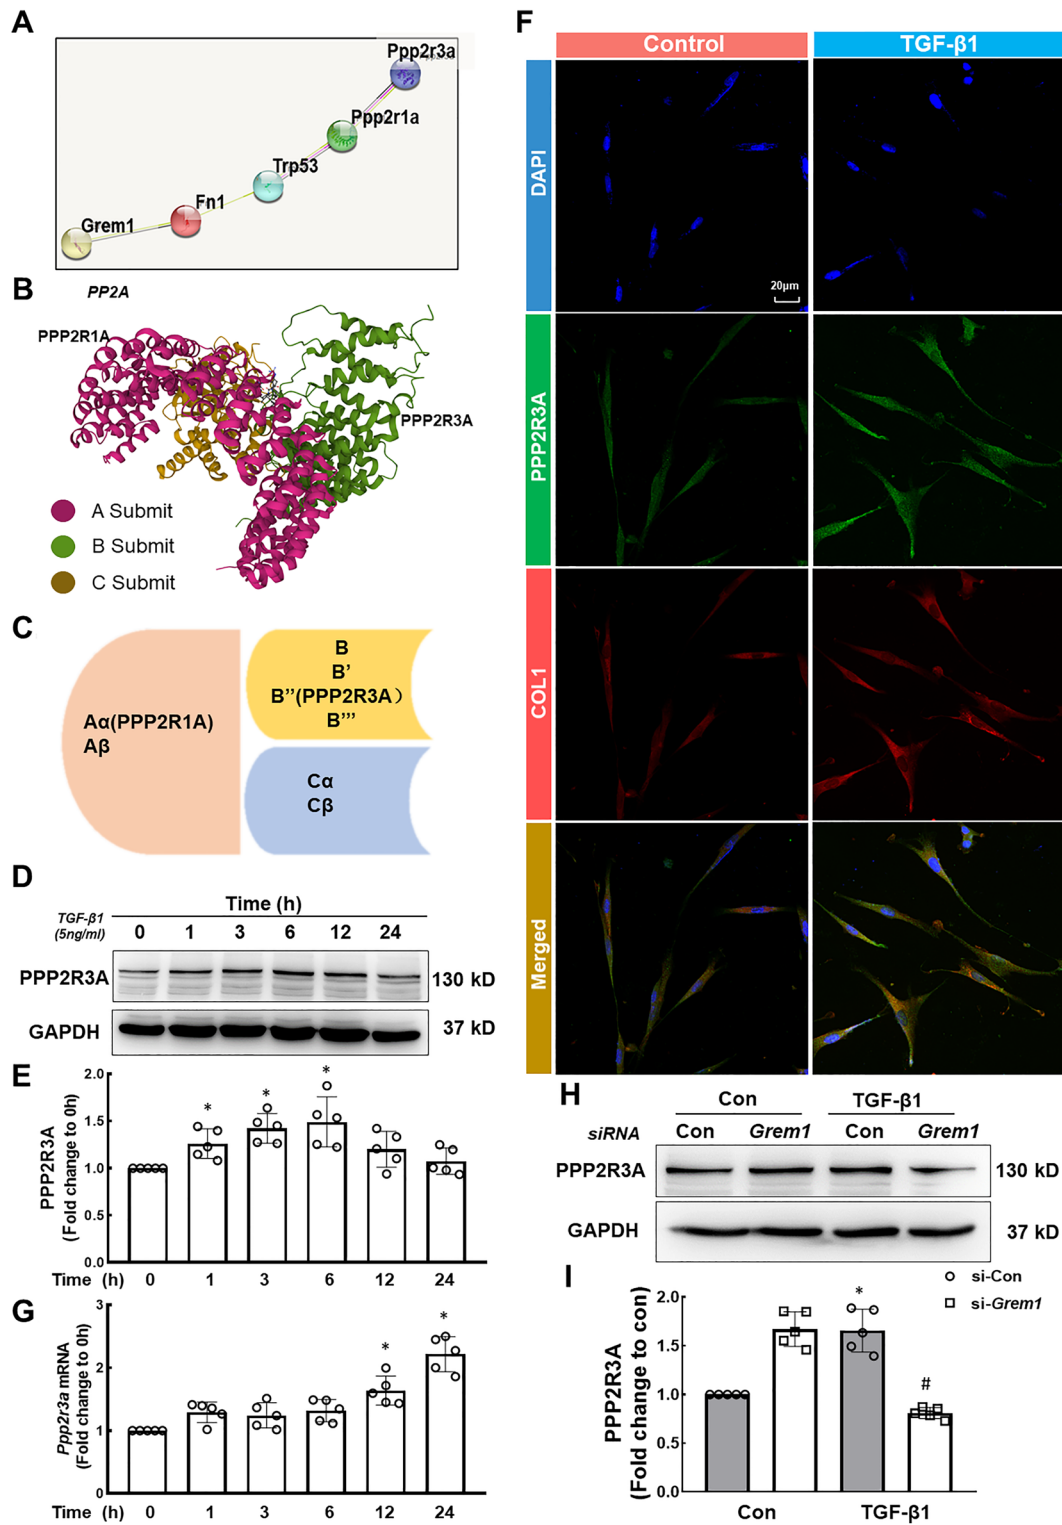 A
Ppp2r3a
Ppp2r1a
Trp53
Fn1
Grem1
B
PP2A
PPP2R1A
PPP2R3A
A Submit
B Submit
C Submit
C
Aα(PPP2R1A)
Aβ
B
B’
B’’(PPP2R3A）
B’’’
Cα
Cβ
D
TGF-β1
(5ng/ml)
Time (h)
0 1 3 6 12 24
PPP2R3A
130 kD
GAPDH
37 kD
E
PPP2R3A
(Fold change to 0h)
2.0
1.5
1.0
0.5
0.0
* * *
Time (h) 0 1 3 6 12 24
G
Ppp2r3a mRNA
(Fold change to 0h)
3
2
1
0
* *
Time (h) 0 1 3 6 12 24
F
Control
TGF-β1
DAPI
20μm
PPP2R3A
COL1
Merged
H
Con
TGF-β1
siRNA Con Grem1 Con Grem1
PPP2R3A
130 kD
GAPDH
37 kD
I
si-Con
si-Grem1
PPP2R3A
(Fold change to con)
2.0
1.5
1.0
0.5
0.0
*
#
Con
TGF-β1